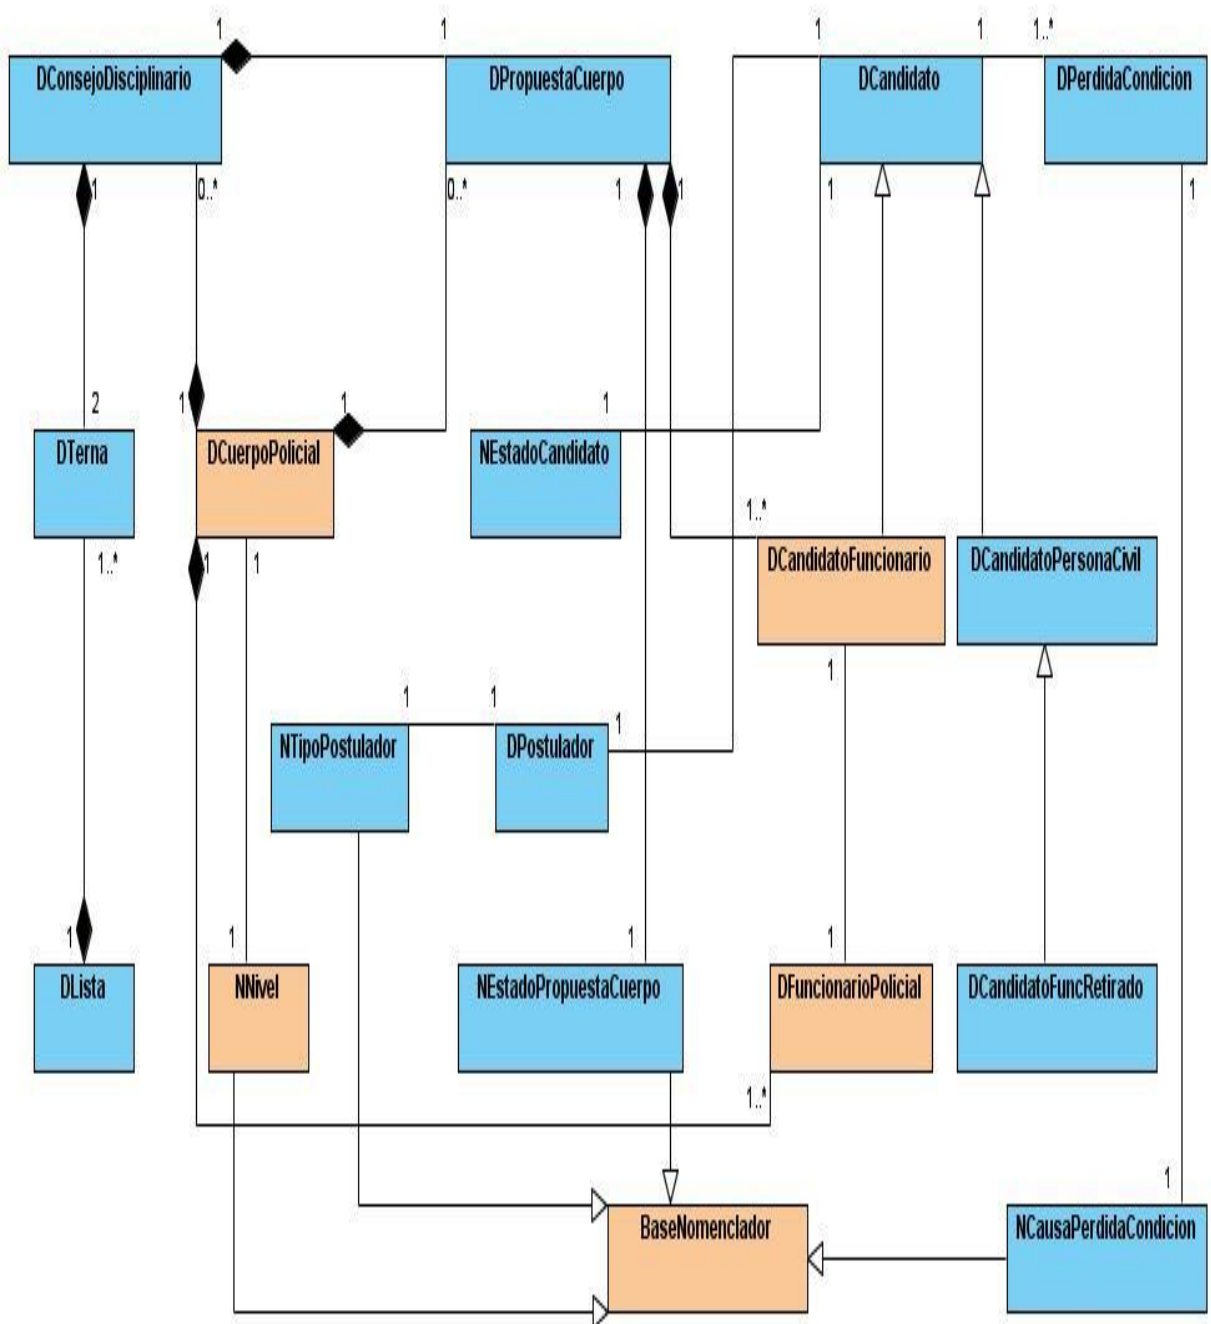 1 1 1 1 1..*
DConsejoDisciplinario DPropuestaCuerpo DCandidato DPerdidaCondicion
1 0..* 0..* 1 1 1 1
2 1 1 1
DTerna DCuerpoPolicial NEstadoCandidato
1..*
1..* 1 1 DCandidatoFuncionario DCandidatoPersonaCivil
1
1 1 1
NTipoPostulador DPostulador
1 1 1 1
DLista NNivel NEstadoPropuestaCuerpo DFuncionarioPolicial DCandidatoFuncRetirado
1..*
1
BaseNomenclador NCausaPerdidaCondicion